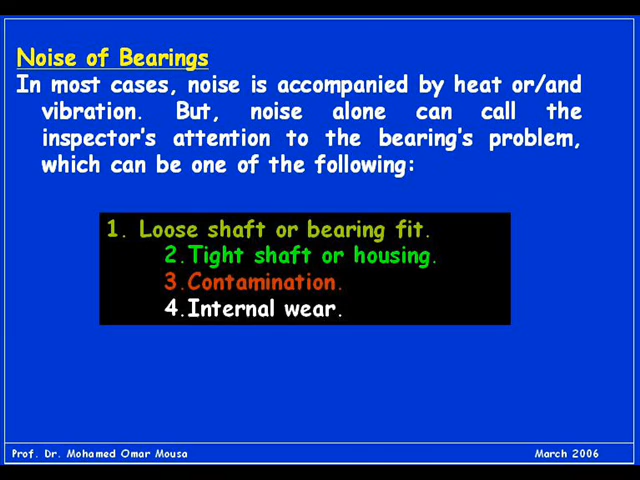 Noise of Bearings
In most cases, noise is accompanied by heat or/and
vibration. But, noise alone can call the
inspector's attention to the bearing's problem,
which can be one of the following:
1. Loose shaft or bearing fit.
2.Tight shaft or housing.
3.Contamination.
4.Internal wear.
Prof. Dr. Mohamed Omar Mousa March 2006